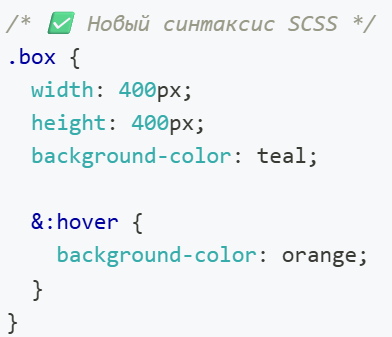 /* ✅ Новый синтаксис SCSS */
.box {
  width: 400px;
  height: 400px;
  background-color: teal;

  &:hover {
    background-color: orange;
  }
}